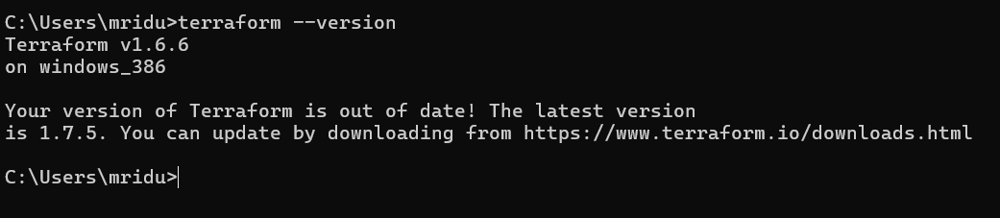 C:\Users\mridu>terraform --version
Terraform v1.6.6
on windows_386
Your version of Terraform is out of date! The latest version
is 1.7.5. You can update by downloading from https://www.terraform.io/downloads.html
C:\Users\mridu>